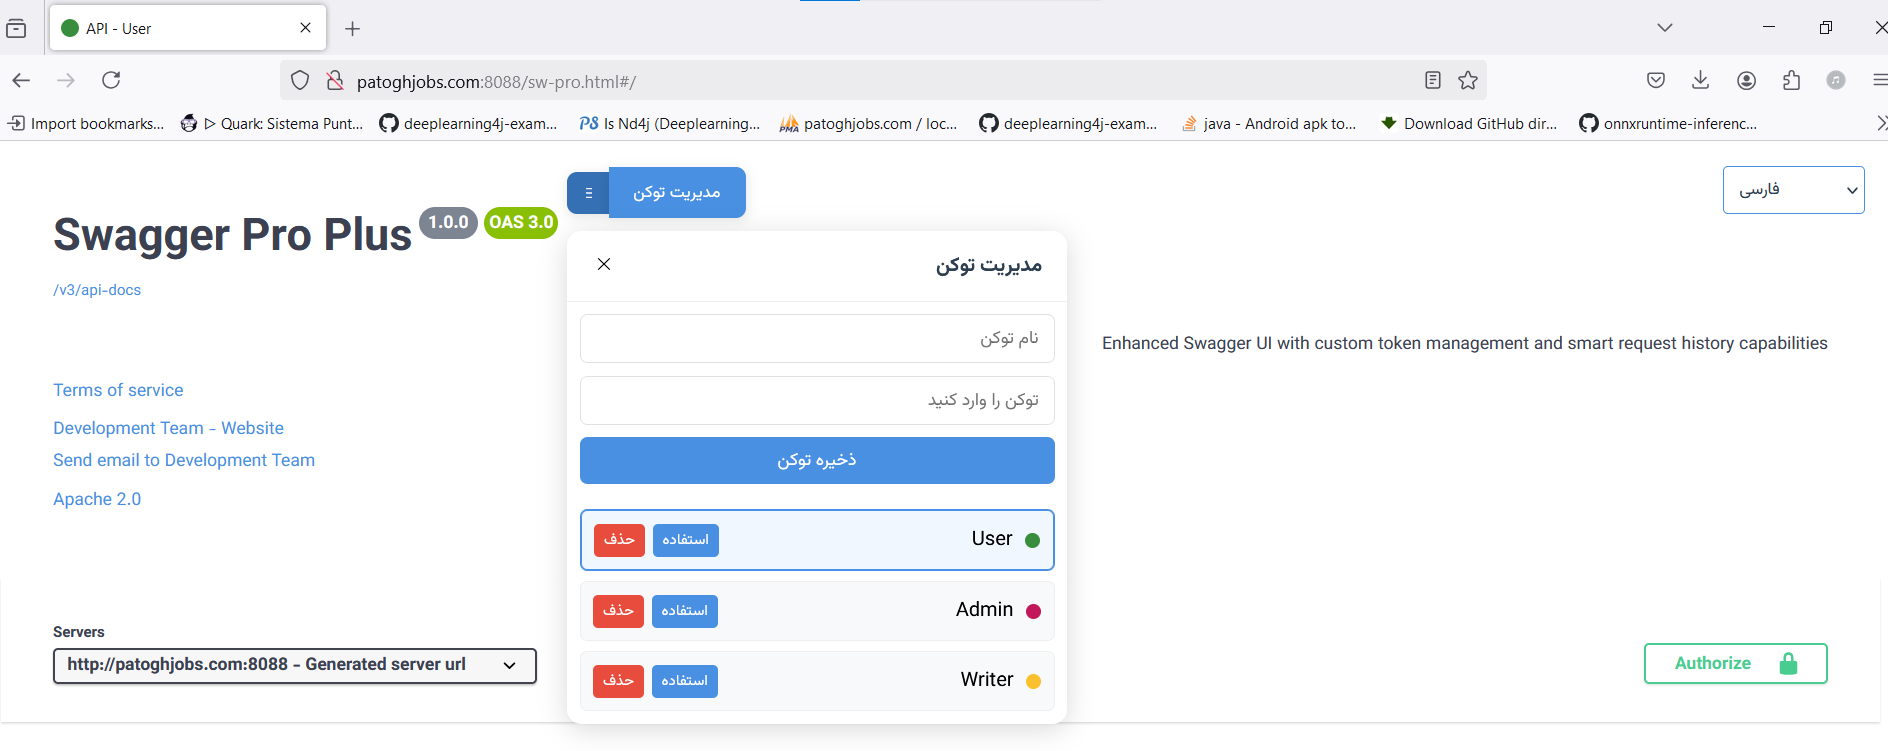 API - User
patoghjobs.com:8088/sw-pro.html#/
Import bookmarks...
Quark: Sistema Punt...
deeplearning4j-exam...
Is Nd4j (Deeplearning...
patoghjobs.com / loc...
deeplearning4j-exam...
java - Android apk to...
Download GitHub dir...
onnxruntime-inferenc...
مدیریت توکن
فارسی
Swagger Pro Plus
1.0.0
OAS 3.0
/v3/api-docs
مدیریت توکن
نام توکن
توکن را وارد کنید
ذخیره توکن
User
استفاده
حذف
Admin
استفاده
حذف
Writer
استفاده
حذف
Enhanced Swagger UI with custom token management and smart request history capabilities
Terms of service
Development Team - Website
Send email to Development Team
Apache 2.0
Servers
http://patoghjobs.com:8088 - Generated server url
Authorize